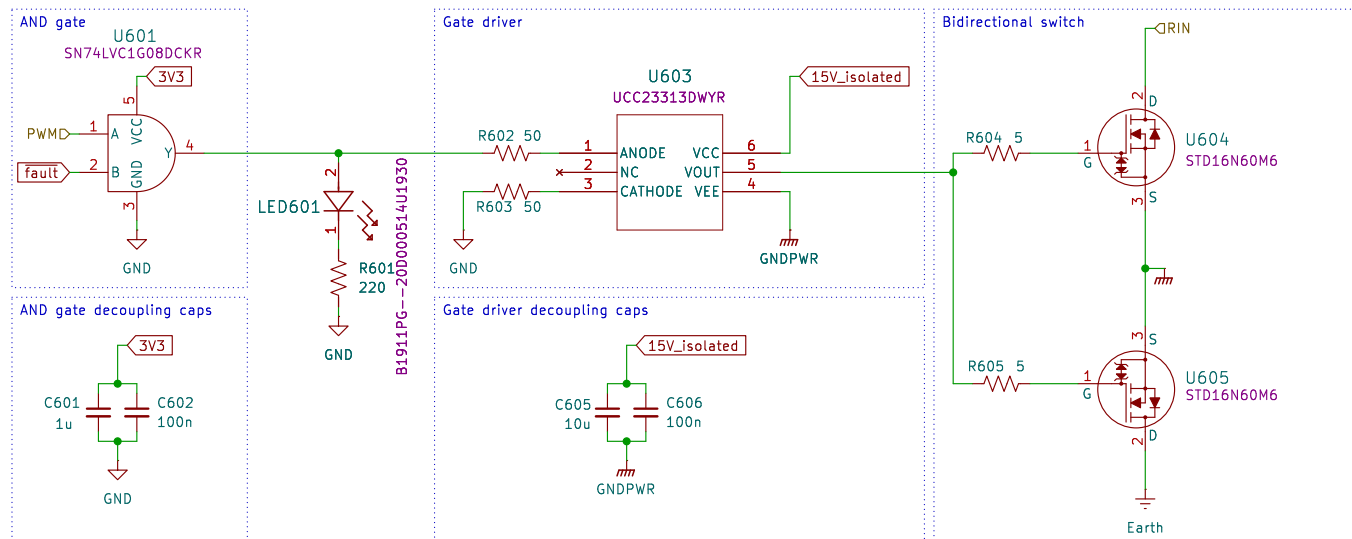 AND gate
U601
SN74LVC1G08DCKR
3V3
5
PWM
1
A
VCC
Y
4
fault
2
B
GND
3
GND
2
LED601
1
B1911PG--20D000514U1930
R601
220
GND
Gate driver
U603
UCC23313DWYR
15V_isolated
R602 50
1
ANODE
VCC
6
2
NC
VOUT
5
3
CATHODE
VEE
4
R603 50
GND
GNDPWR
Bidirectional switch
RIN
2
D
R604 5
1
G
U604
STD16N60M6
3
S
3
S
R605 5
1
G
U605
STD16N60M6
2
D
Earth
AND gate decoupling caps
3V3
C601
1u
C602
100n
GND
Gate driver decoupling caps
15V_isolated
C605
10u
C606
100n
GNDPWR